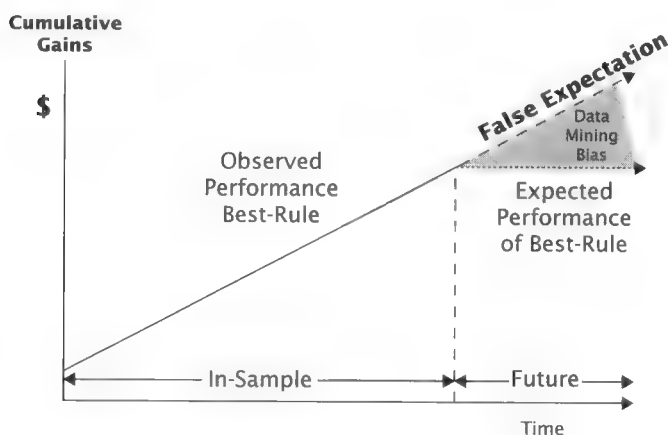 Cumulative
Gains
$
False Expectation
Data
Mining
Bias
Observed
Performance
Best-Rule
Expected
Performance
of Best-Rule
In-Sample
Future
Time